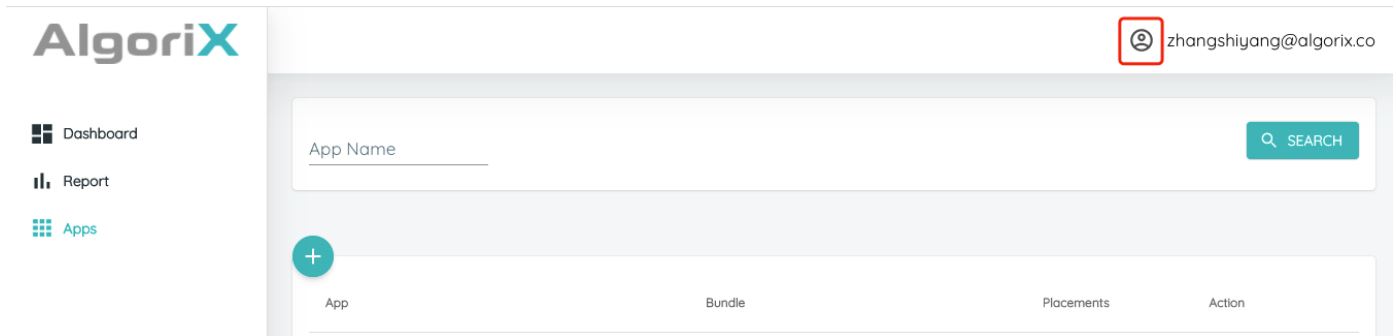 AlgoriX
zhangshiyang@algorix.co
Dashboard
Report
Apps
App Name
SEARCH
App Bundle Placements Action